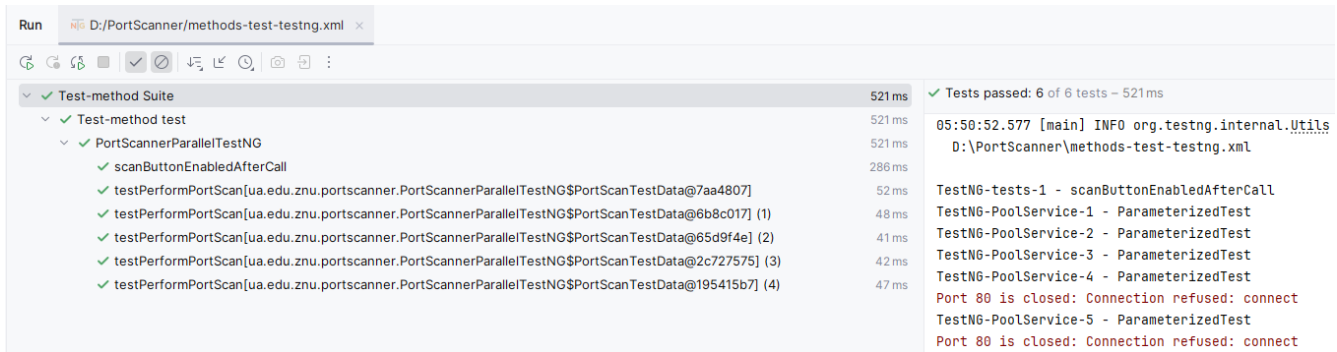 Run NG D:/PortScanner/methods-test-testng.xml ×
Test-method Suite 521 ms
Test-method test 521 ms
PortScannerParallelTestNG 521 ms
scanButtonEnabledAfterCall 286 ms
testPerformPortScan[ua.edu.znu.portscanner.PortScannerParallelTestNG$PortScanTestData@7aa4807] 52 ms
testPerformPortScan[ua.edu.znu.portscanner.PortScannerParallelTestNG$PortScanTestData@6b8c017] (1) 48 ms
testPerformPortScan[ua.edu.znu.portscanner.PortScannerParallelTestNG$PortScanTestData@65d9f4e] (2) 41 ms
testPerformPortScan[ua.edu.znu.portscanner.PortScannerParallelTestNG$PortScanTestData@2c727575] (3) 42 ms
testPerformPortScan[ua.edu.znu.portscanner.PortScannerParallelTestNG$PortScanTestData@195415b7] (4) 47 ms
Tests passed: 6 of 6 tests – 521 ms
05:50:52.577 [main] INFO org.testng.internal.Utils
D:\PortScanner\methods-test-testng.xml
TestNG-tests-1 - scanButtonEnabledAfterCall
TestNG-PoolService-1 - ParameterizedTest
TestNG-PoolService-2 - ParameterizedTest
TestNG-PoolService-3 - ParameterizedTest
TestNG-PoolService-4 - ParameterizedTest
Port 80 is closed: Connection refused: connect
TestNG-PoolService-5 - ParameterizedTest
Port 80 is closed: Connection refused: connect